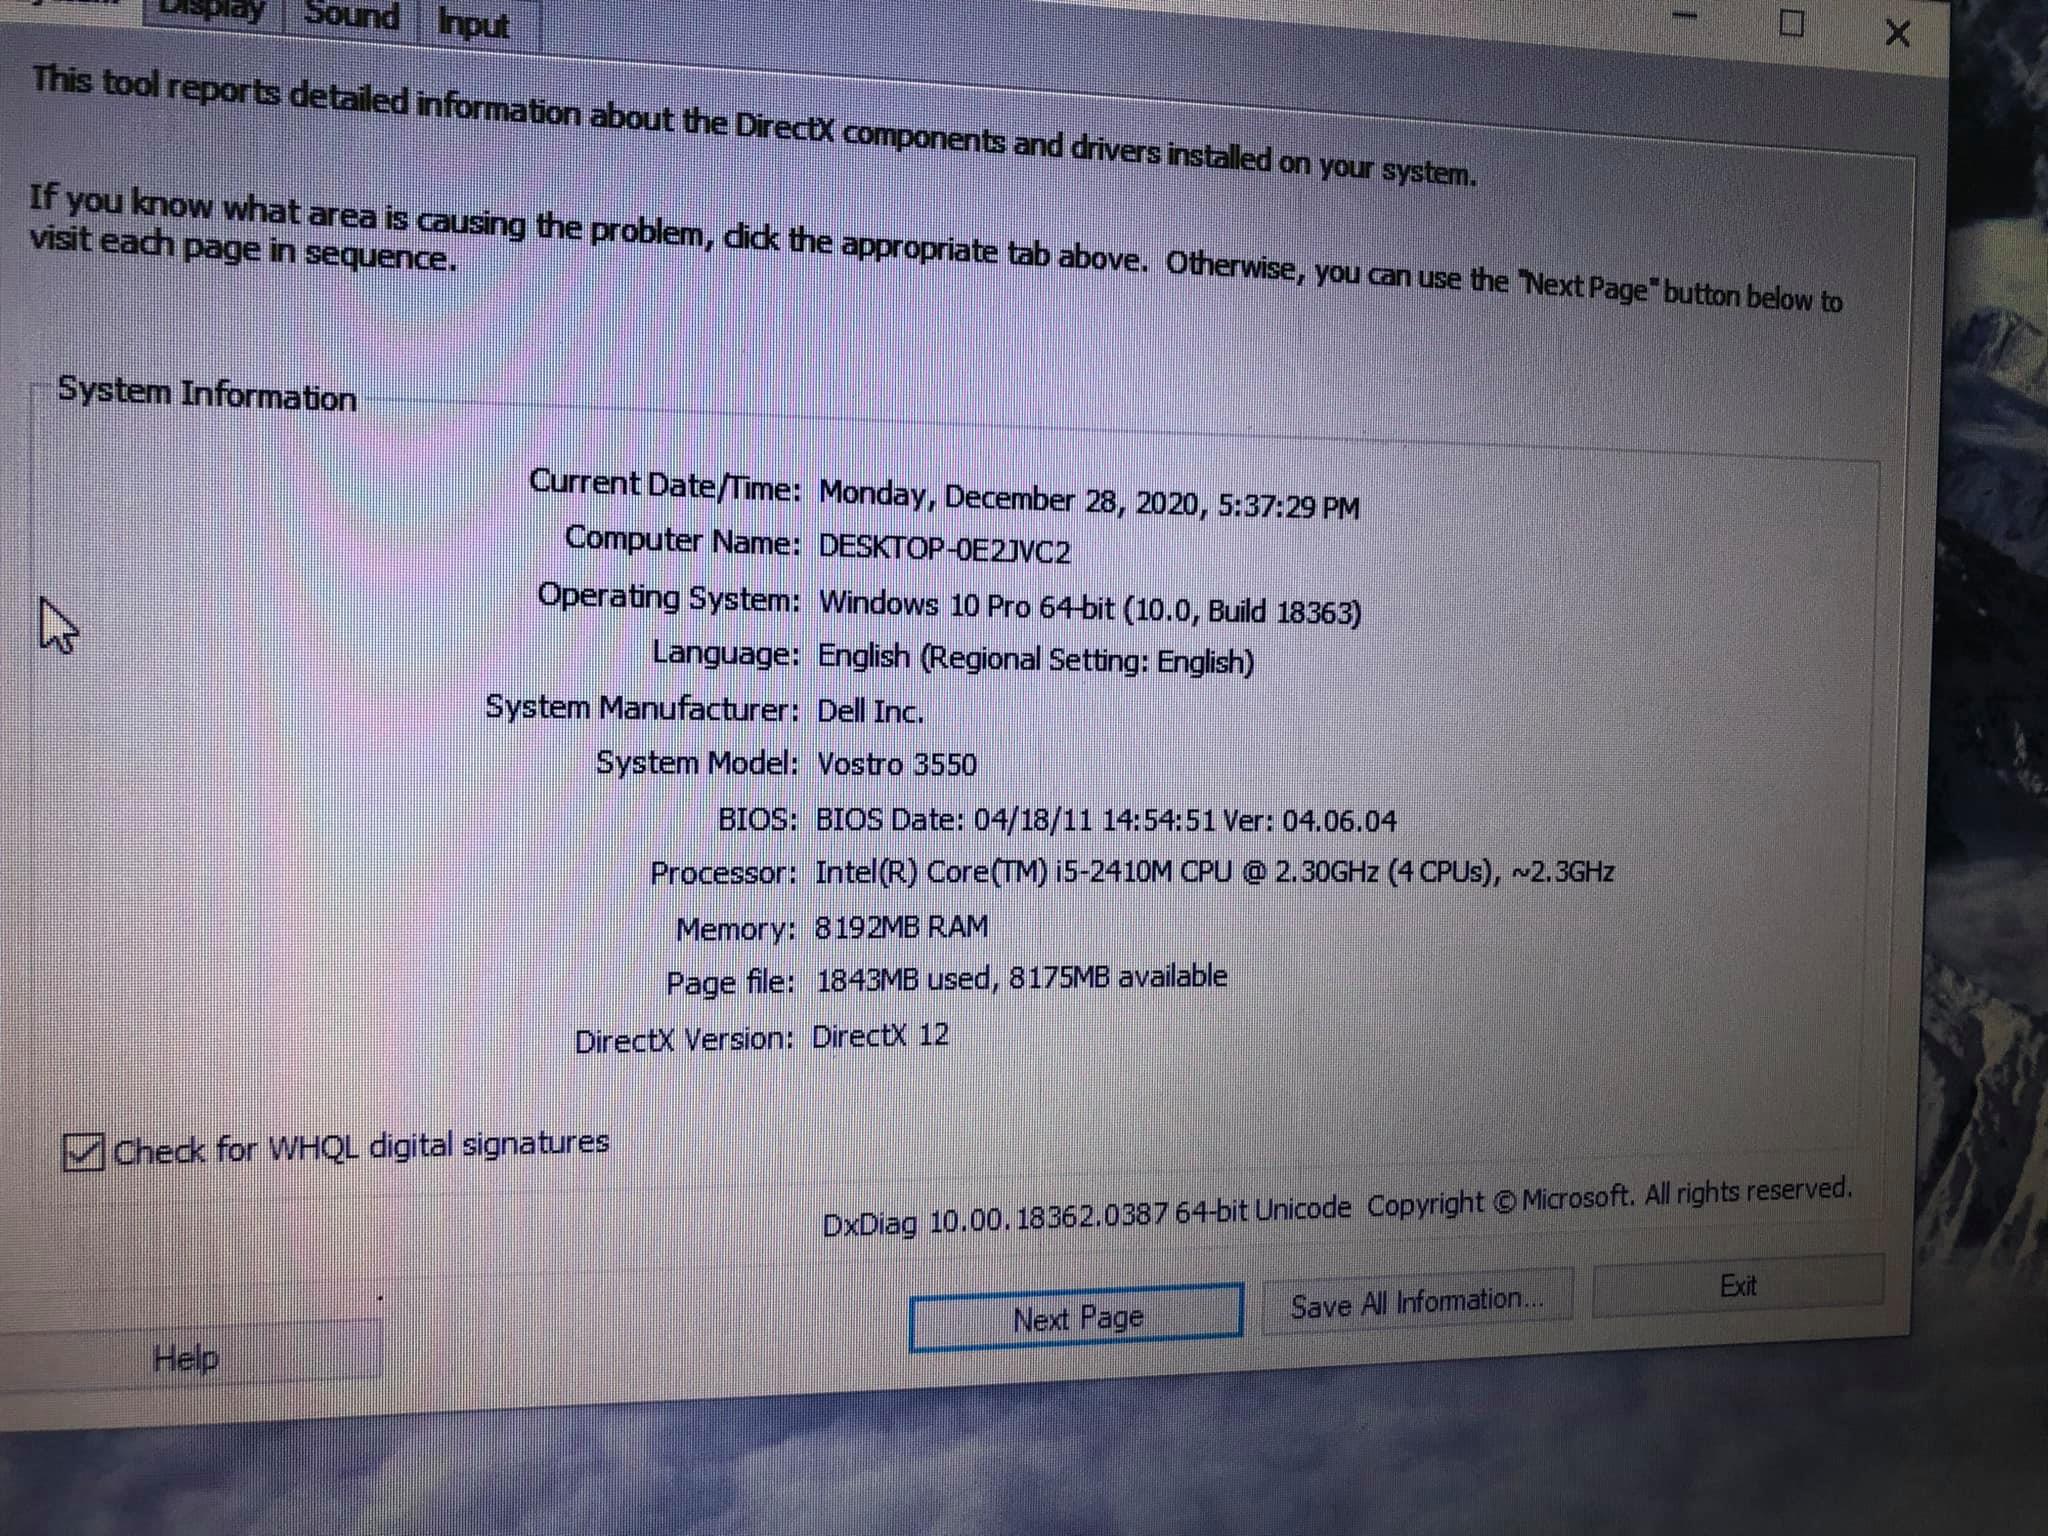 Display Sound Input
This tool reports detailed information about the DirectX components and drivers installed on your system.
If you know what area is causing the problem, click the appropriate tab above.  Otherwise, you can use the "Next Page" button below to
visit each page in sequence.
System Information
Current Date/Time: Monday, December 28, 2020, 5:37:29 PM
Computer Name: DESKTOP-0E2JVC2
Operating System: Windows 10 Pro 64-bit (10.0, Build 18363)
Language: English (Regional Setting: English)
System Manufacturer: Dell Inc.
System Model: Vostro 3550
BIOS: BIOS Date: 04/18/11 14:54:51 Ver: 04.06.04
Processor: Intel(R) Core(TM) i5-2410M CPU @ 2.30GHz (4 CPUs), ~2.3GHz
Memory: 8192MB RAM
Page file: 1843MB used, 8175MB available
DirectX Version: DirectX 12
Check for WHQL digital signatures
DxDiag 10.00.18362.0387 64-bit Unicode  Copyright © Microsoft. All rights reserved.
Help Next Page Save All Information... Exit